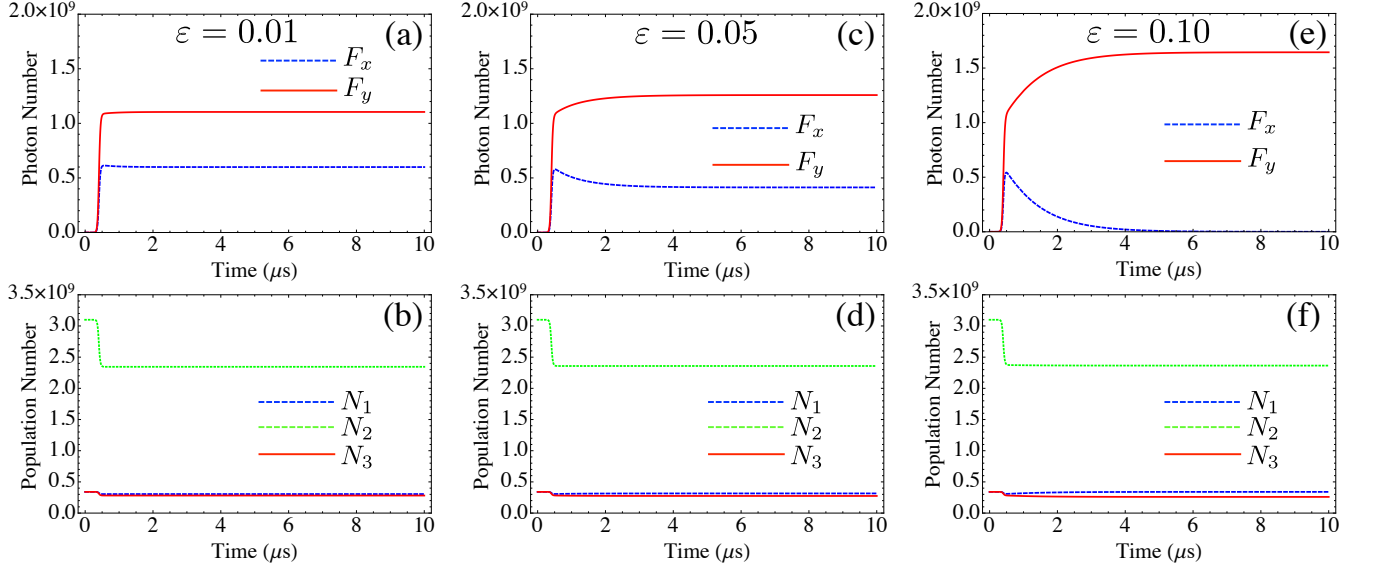 2.0×10⁹
ε = 0.01
(a)
F_x
F_y
1.5
1.0
0.5
0.0
Photon Number
0 2 4 6 8 10
Time (μs)
2.0×10⁹
ε = 0.05
(c)
F_x
F_y
1.5
1.0
0.5
0.0
Photon Number
0 2 4 6 8 10
Time (μs)
2.0×10⁹
ε = 0.10
(e)
F_x
F_y
1.5
1.0
0.5
0.0
Photon Number
0 2 4 6 8 10
Time (μs)
3.5×10⁹
(b)
3.0
2.5
2.0
1.5
1.0
0.5
0.0
Population Number
N_1
N_2
N_3
0 2 4 6 8 10
Time (μs)
3.5×10⁹
(d)
3.0
2.5
2.0
1.5
1.0
0.5
0.0
Population Number
N_1
N_2
N_3
0 2 4 6 8 10
Time (μs)
3.5×10⁹
(f)
3.0
2.5
2.0
1.5
1.0
0.5
0.0
Population Number
N_1
N_2
N_3
0 2 4 6 8 10
Time (μs)